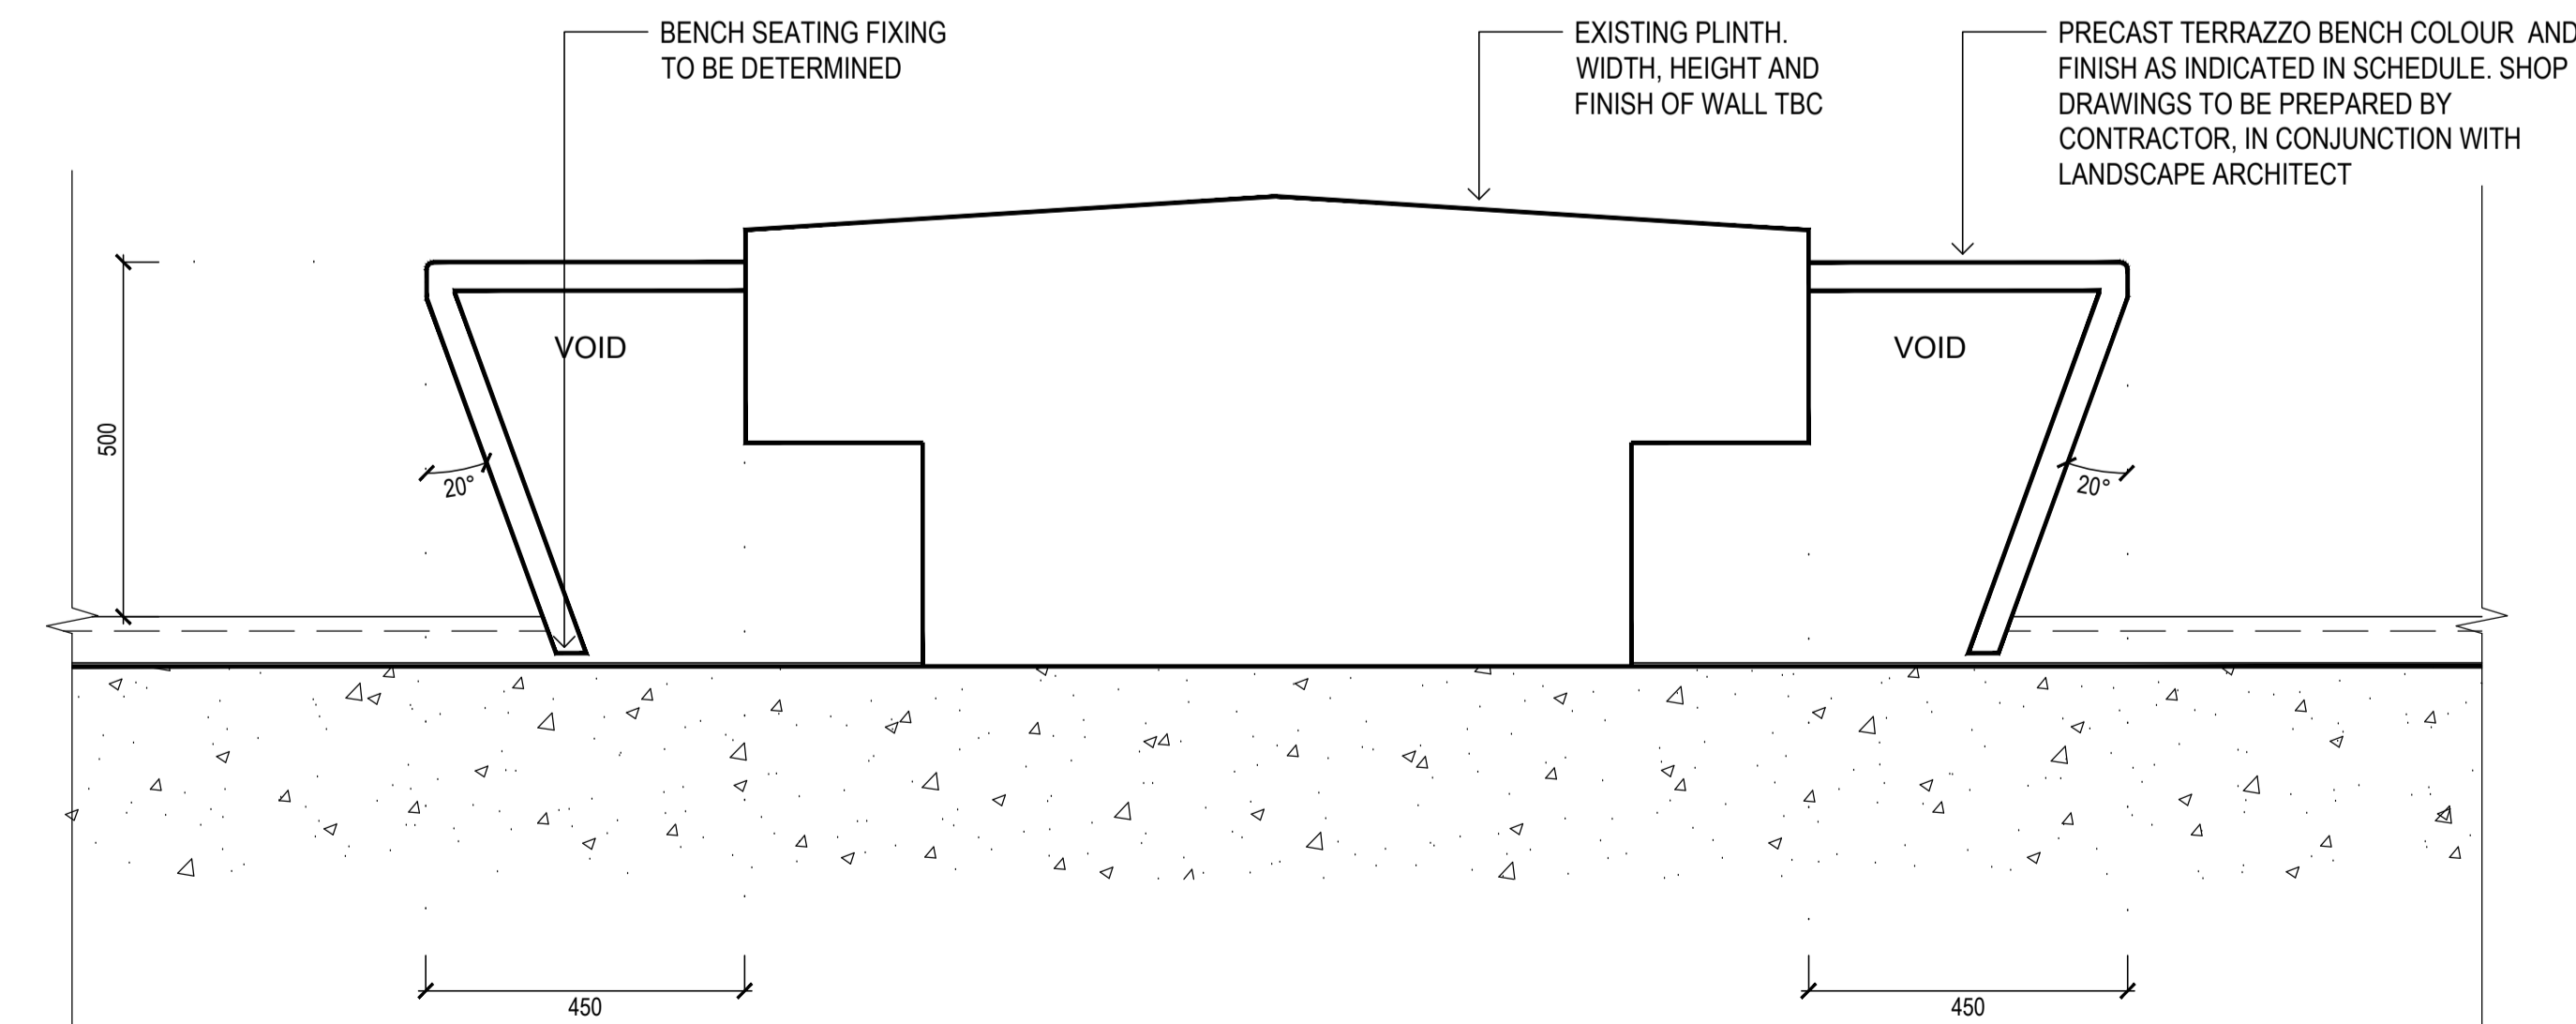 BENCH SEATING FIXING
TO BE DETERMINED
EXISTING PLINTH.
WIDTH, HEIGHT AND
FINISH OF WALL TBC
PRECAST TERRAZZO BENCH COLOUR AND
FINISH AS INDICATED IN SCHEDULE. SHOP
DRAWINGS TO BE PREPARED BY
CONTRACTOR, IN CONJUNCTION WITH
LANDSCAPE ARCHITECT
VOID
VOID
500
20°
20°
450
450